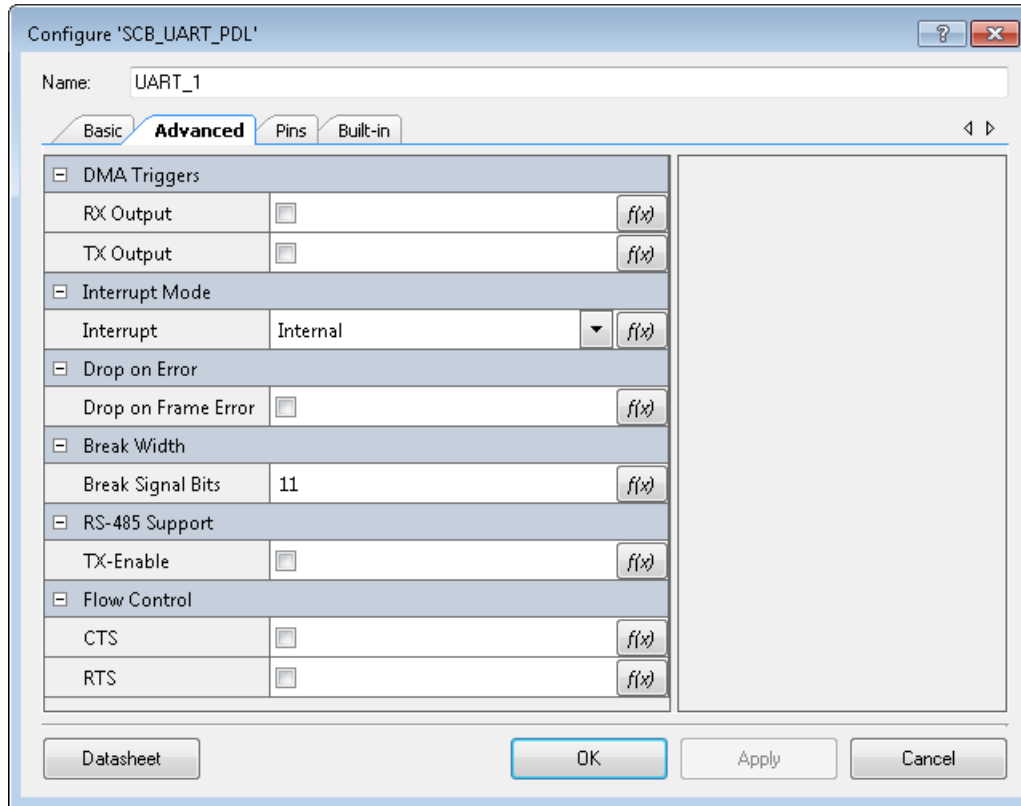 Configure 'SCB_UART_PDL'
?
Name: UART_1
Basic Advanced Pins Built-in
DMA Triggers
RX Output f(x)
TX Output f(x)
Interrupt Mode
Interrupt Internal f(x)
Drop on Error
Drop on Frame Error f(x)
Break Width
Break Signal Bits 11 f(x)
RS-485 Support
TX-Enable f(x)
Flow Control
CTS f(x)
RTS f(x)
Datasheet OK Apply Cancel